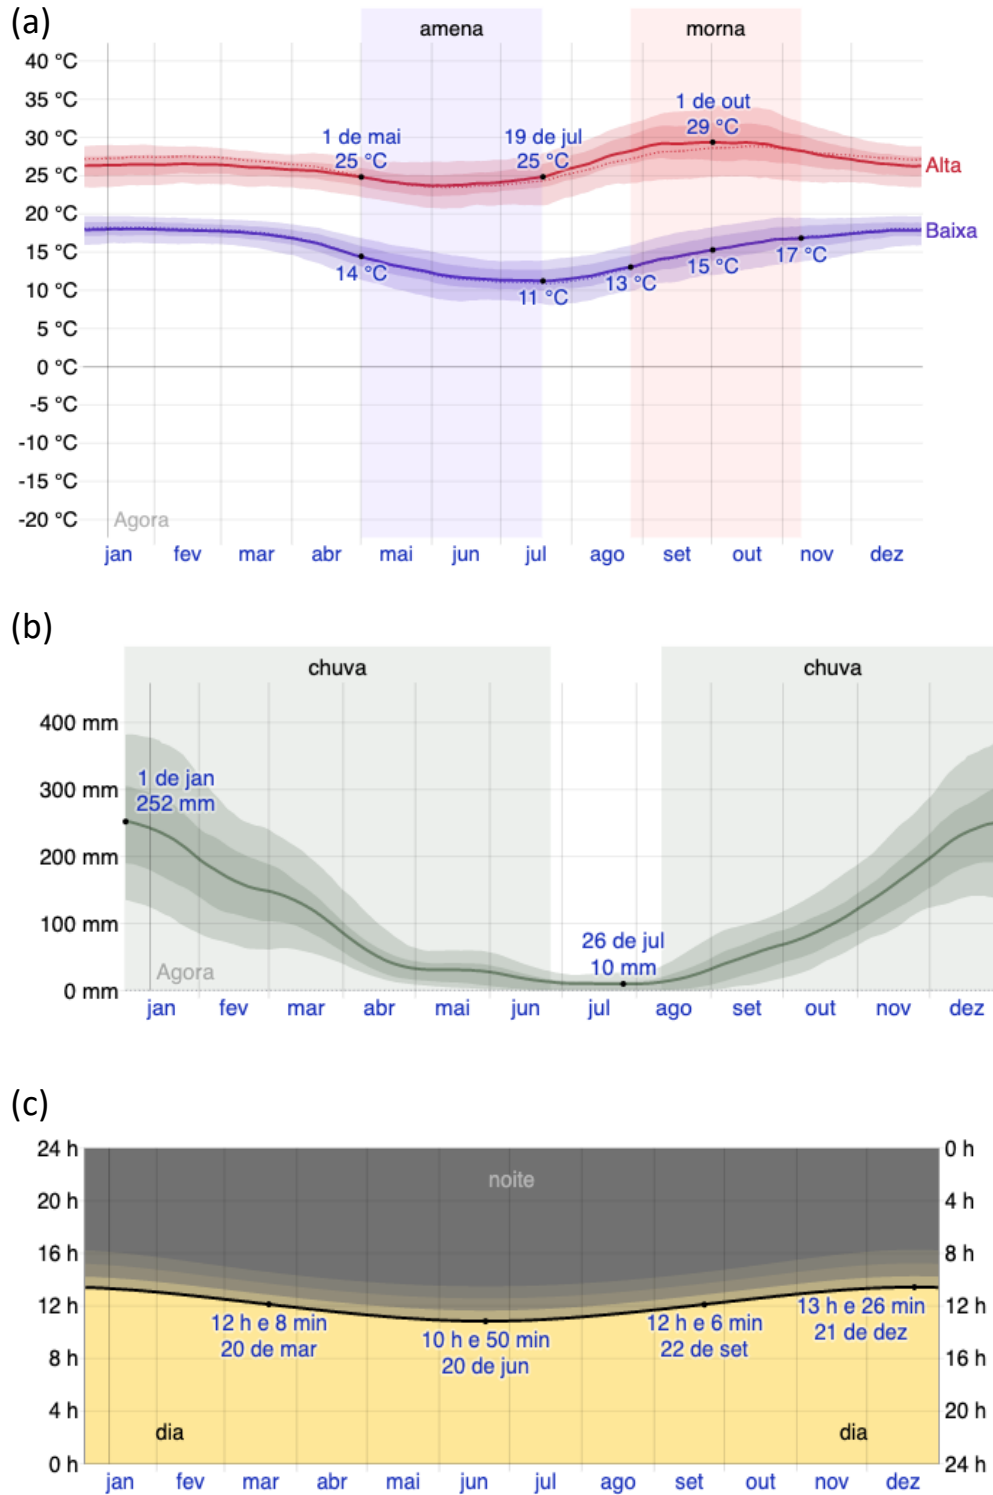 (a)
amena
morna
40 °C
35 °C
30 °C
25 °C
20 °C
15 °C
10 °C
5 °C
0 °C
-5 °C
-10 °C
-15 °C
-20 °C
1 de mai
25 °C
19 de jul
25 °C
1 de out
29 °C
Alta
Baixa
14 °C
11 °C
13 °C
15 °C
17 °C
Agora
jan fev mar abr mai jun jul ago set out nov dez
(b)
chuva
chuva
400 mm
300 mm
200 mm
100 mm
0 mm
1 de jan
252 mm
26 de jul
10 mm
Agora
jan fev mar abr mai jun jul ago set out nov dez
(c)
24 h
20 h
16 h
12 h
8 h
4 h
0 h
noite
0 h
4 h
8 h
12 h
16 h
20 h
24 h
12 h e 8 min
20 de mar
10 h e 50 min
20 de jun
12 h e 6 min
22 de set
13 h e 26 min
21 de dez
dia
dia
jan fev mar abr mai jun jul ago set out nov dez